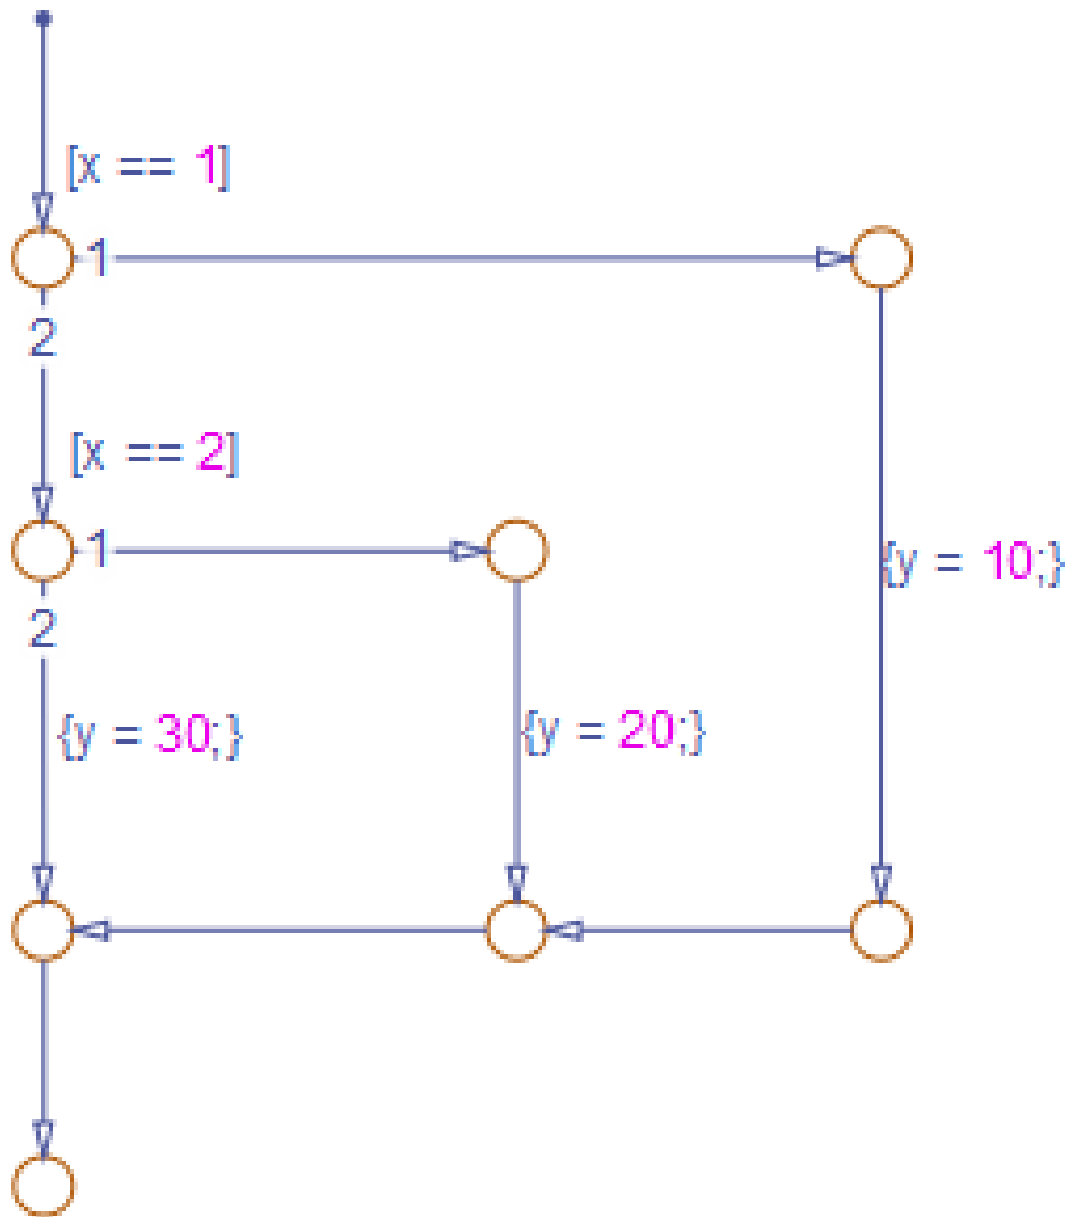 [x == 1]
1
2
[x == 2]
1
{y = 10;}
2
{y = 30;}
{y = 20;}